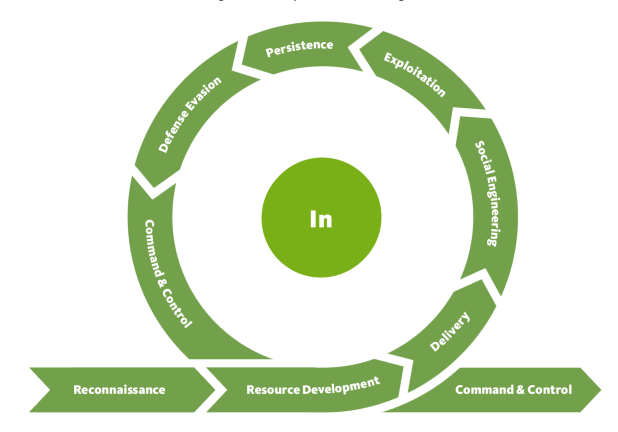 Persistence
Exploitation
Defense Evasion
Social Engineering
In
Command & Control
Delivery
Reconnaissance
Resource Development
Command & Control